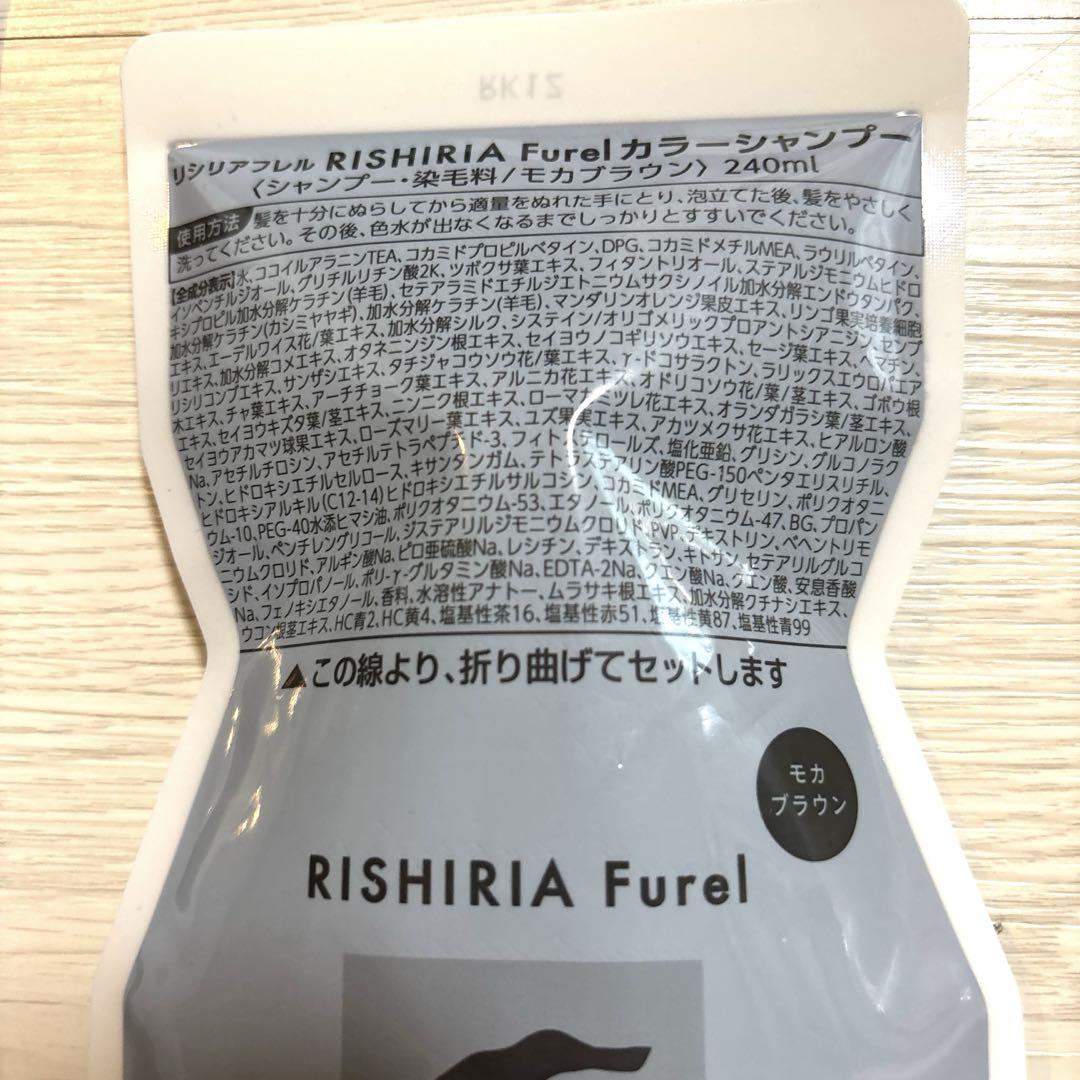 RK12
リシリアフレル RISHIRIA Furelカラーシャンプー
〈シャンプー・染毛料/モカブラウン〉240ml
使用方法 髪を十分にぬらしてから適量をぬれた手にとり、泡立てた後、髪をやさしく
洗ってください。その後、色水が出なくなるまでしっかりとすすいでください。
【全成分表示】水、ココイルアラニンTEA、コカミドプロピルベタイン、DPG、コカミドメチルMEA、ラウリルベタイン、
イソペンチルジオール、グリチルリチン酸2K、ツボクサ葉エキス、フィタントリオール、ステアルジモニウムヒドロ
キシプロピル加水分解ケラチン(羊毛)、セテアラミドエチルジエトニウムサクシノイル加水分解エンドウタンパク、
加水分解ケラチン(カシミヤヤギ)、加水分解ケラチン(羊毛)、マンダリンオレンジ果皮エキス、リンゴ果実培養細胞
エキス、エーデルワイス花/葉エキス、加水分解シルク、システイン/オリゴメリックプロアントシアニジン、センブ
リエキス、加水分解コメエキス、オタネニンジン根エキス、セイヨウノコギリソウエキス、セージ葉エキス、ヘマチン、
リシリコンブエキス、サンザシエキス、タチジャコウソウ花/葉エキス、γ-ドコサラクトン、ラリックスエウロパエア
木エキス、チャ葉エキス、アーチチョーク葉エキス、アルニカ花エキス、オドリコソウ花/葉/茎エキス、ゴボウ根
エキス、セイヨウキズタ葉/茎エキス、ニンニク根エキス、ローマカミツレ花エキス、オランダガラシ葉/茎エキス、
セイヨウアカマツ球果エキス、ローズマリー葉エキス、ユズ果実エキス、アカツメクサ花エキス、ヒアルロン酸
Na、アセチルチロシン、アセチルテトラペプチド-3、フィトステロールズ、塩化亜鉛、グリシン、グルコノラク
トン、ヒドロキシエチルセルロース、キサンタンガム、テトラステアリン酸PEG-150ペンタエリスリチル、
ヒドロキシアルキル(C12-14)ヒドロキシエチルサルコシン、コカミドMEA、グリセリン、ポリクオタニ
ウム-10、PEG-40水添ヒマシ油、ポリクオタニウム-53、エタノール、ポリクオタニウム-47、BG、プロパン
ジオール、ペンチレングリコール、ジステアリルジモニウムクロリド、PVP、デキストリン、ベヘントリモ
ニウムクロリド、アルギン酸Na、ピロ亜硫酸Na、レシチン、デキストラン、キトサン、セテアリルグルコ
シド、イソプロパノール、ポリ-γ-グルタミン酸Na、EDTA-2Na、クエン酸Na、クエン酸、安息香酸
Na、フェノキシエタノール、香料、水溶性アナトー、ムラサキ根エキス、加水分解クチナシエキス、
ウコン根茎エキス、HC青2、HC黄4、塩基性茶16、塩基性赤51、塩基性黄87、塩基性青99
▲この線より、折り曲げてセットします
モカ
ブラウン
RISHIRIA Furel